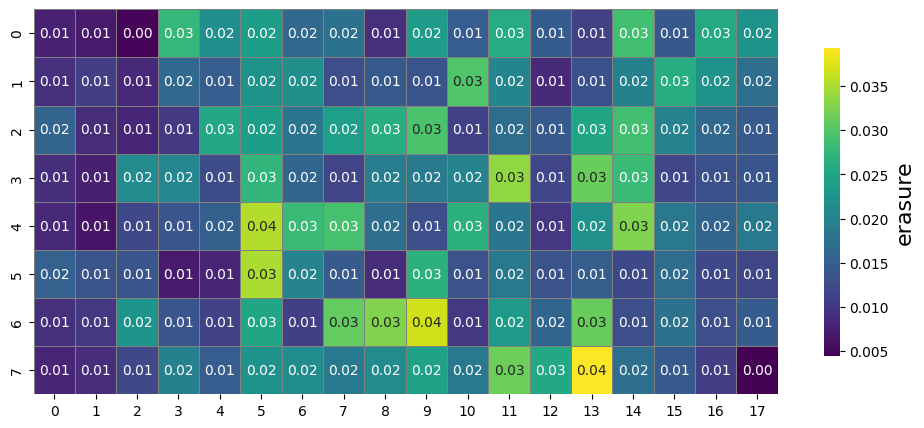 0 0.01 0.01 0.00 0.03 0.02 0.02 0.02 0.02 0.01 0.02 0.01 0.03 0.01 0.01 0.03 0.01 0.03 0.02
1 0.01 0.01 0.01 0.02 0.01 0.02 0.02 0.01 0.01 0.01 0.03 0.02 0.01 0.01 0.02 0.03 0.02 0.02
2 0.02 0.01 0.01 0.01 0.03 0.02 0.02 0.02 0.03 0.03 0.01 0.02 0.01 0.03 0.03 0.02 0.02 0.01
3 0.01 0.01 0.02 0.02 0.01 0.03 0.02 0.01 0.02 0.02 0.02 0.03 0.01 0.03 0.03 0.01 0.01 0.01
4 0.01 0.01 0.01 0.01 0.02 0.04 0.03 0.03 0.02 0.01 0.03 0.02 0.01 0.02 0.03 0.02 0.02 0.02
5 0.02 0.01 0.01 0.01 0.01 0.03 0.02 0.01 0.01 0.03 0.01 0.02 0.01 0.01 0.01 0.02 0.01 0.01
6 0.01 0.01 0.02 0.01 0.01 0.03 0.01 0.03 0.03 0.04 0.01 0.02 0.02 0.03 0.01 0.02 0.01 0.01
7 0.01 0.01 0.01 0.02 0.01 0.02 0.02 0.02 0.02 0.02 0.02 0.03 0.03 0.04 0.02 0.01 0.01 0.00
0 1 2 3 4 5 6 7 8 9 10 11 12 13 14 15 16 17
0.035
0.030
0.025
0.020
0.015
0.010
0.005
erasure